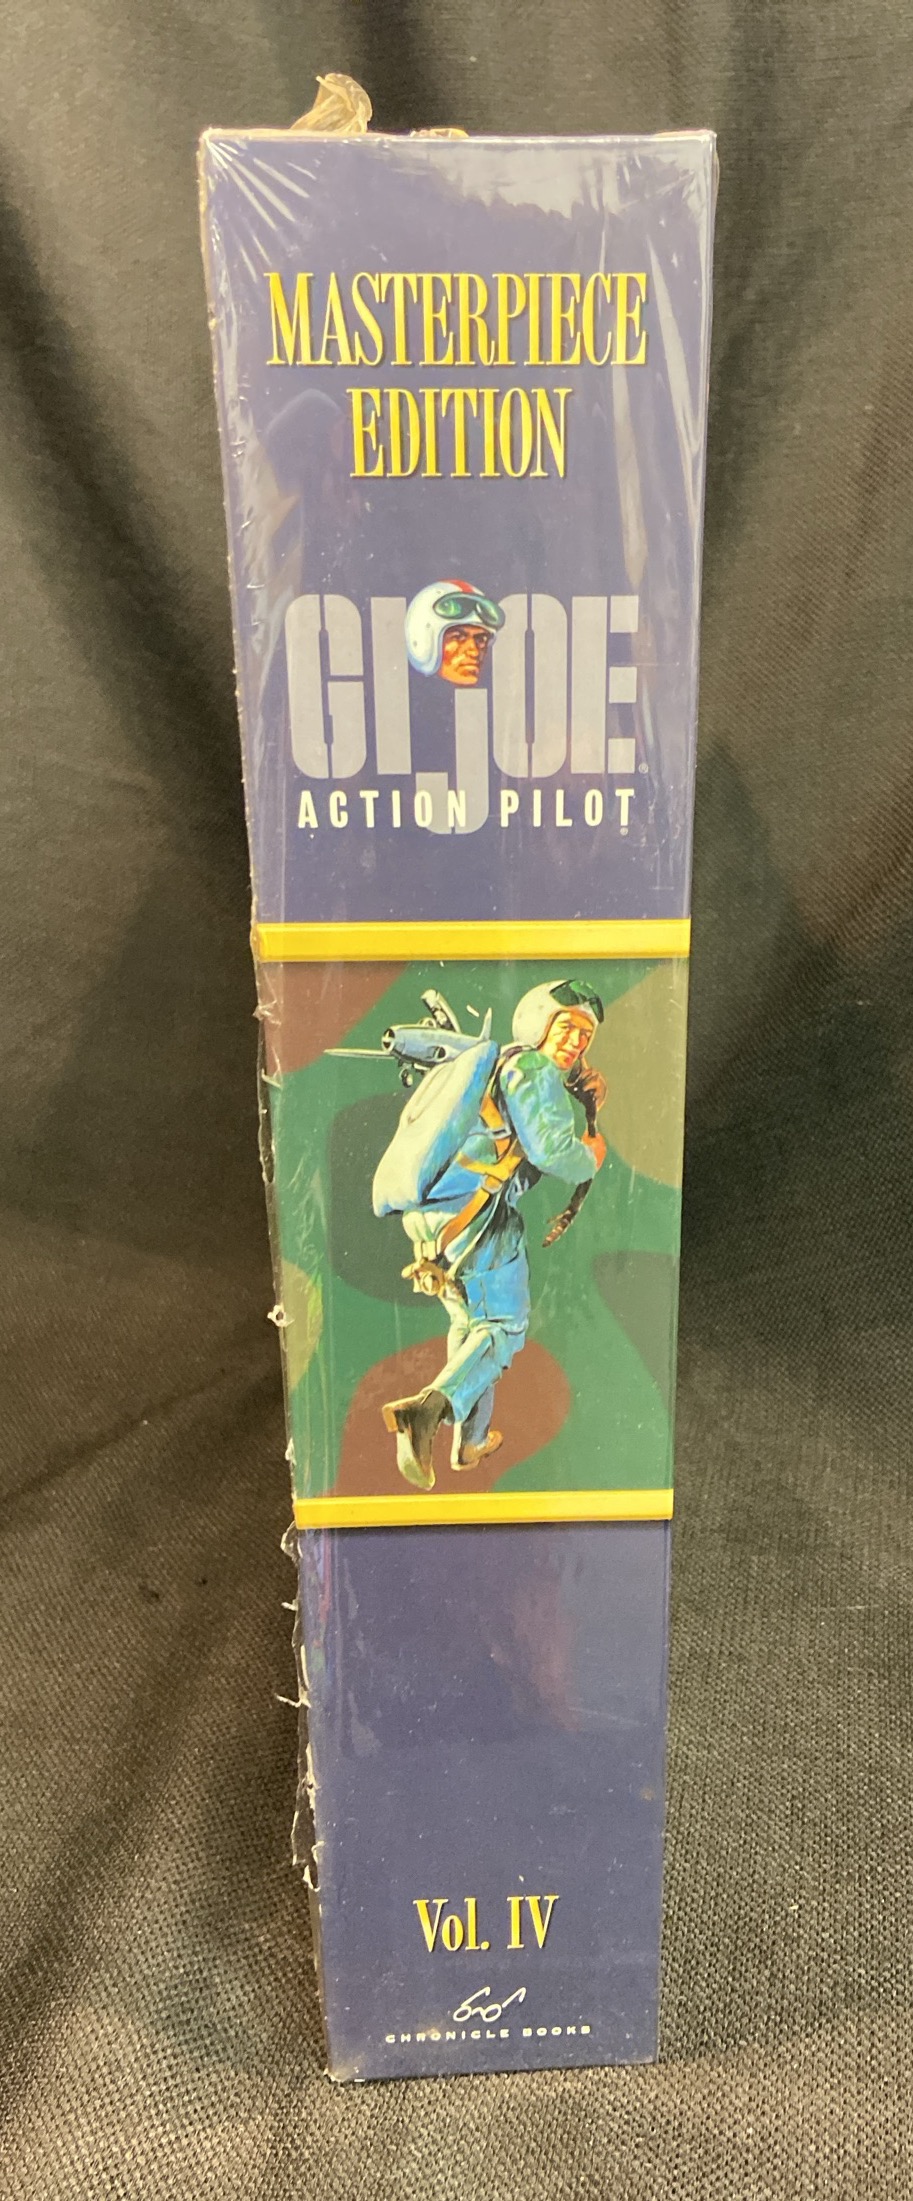 MASTERPIECE
EDITION
GI JOE®
ACTION PILOT®
Vol. IV
CHRONICLE BOOKS